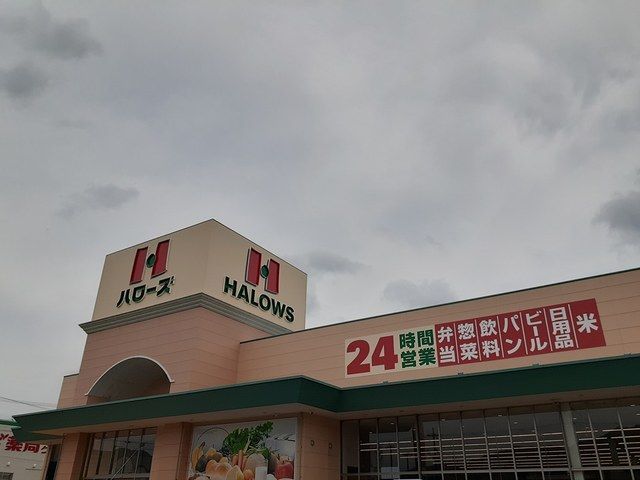 ハローズ
HALOWS
24時間営業
弁当 惣菜 飲料 パン ビール 日用品 米